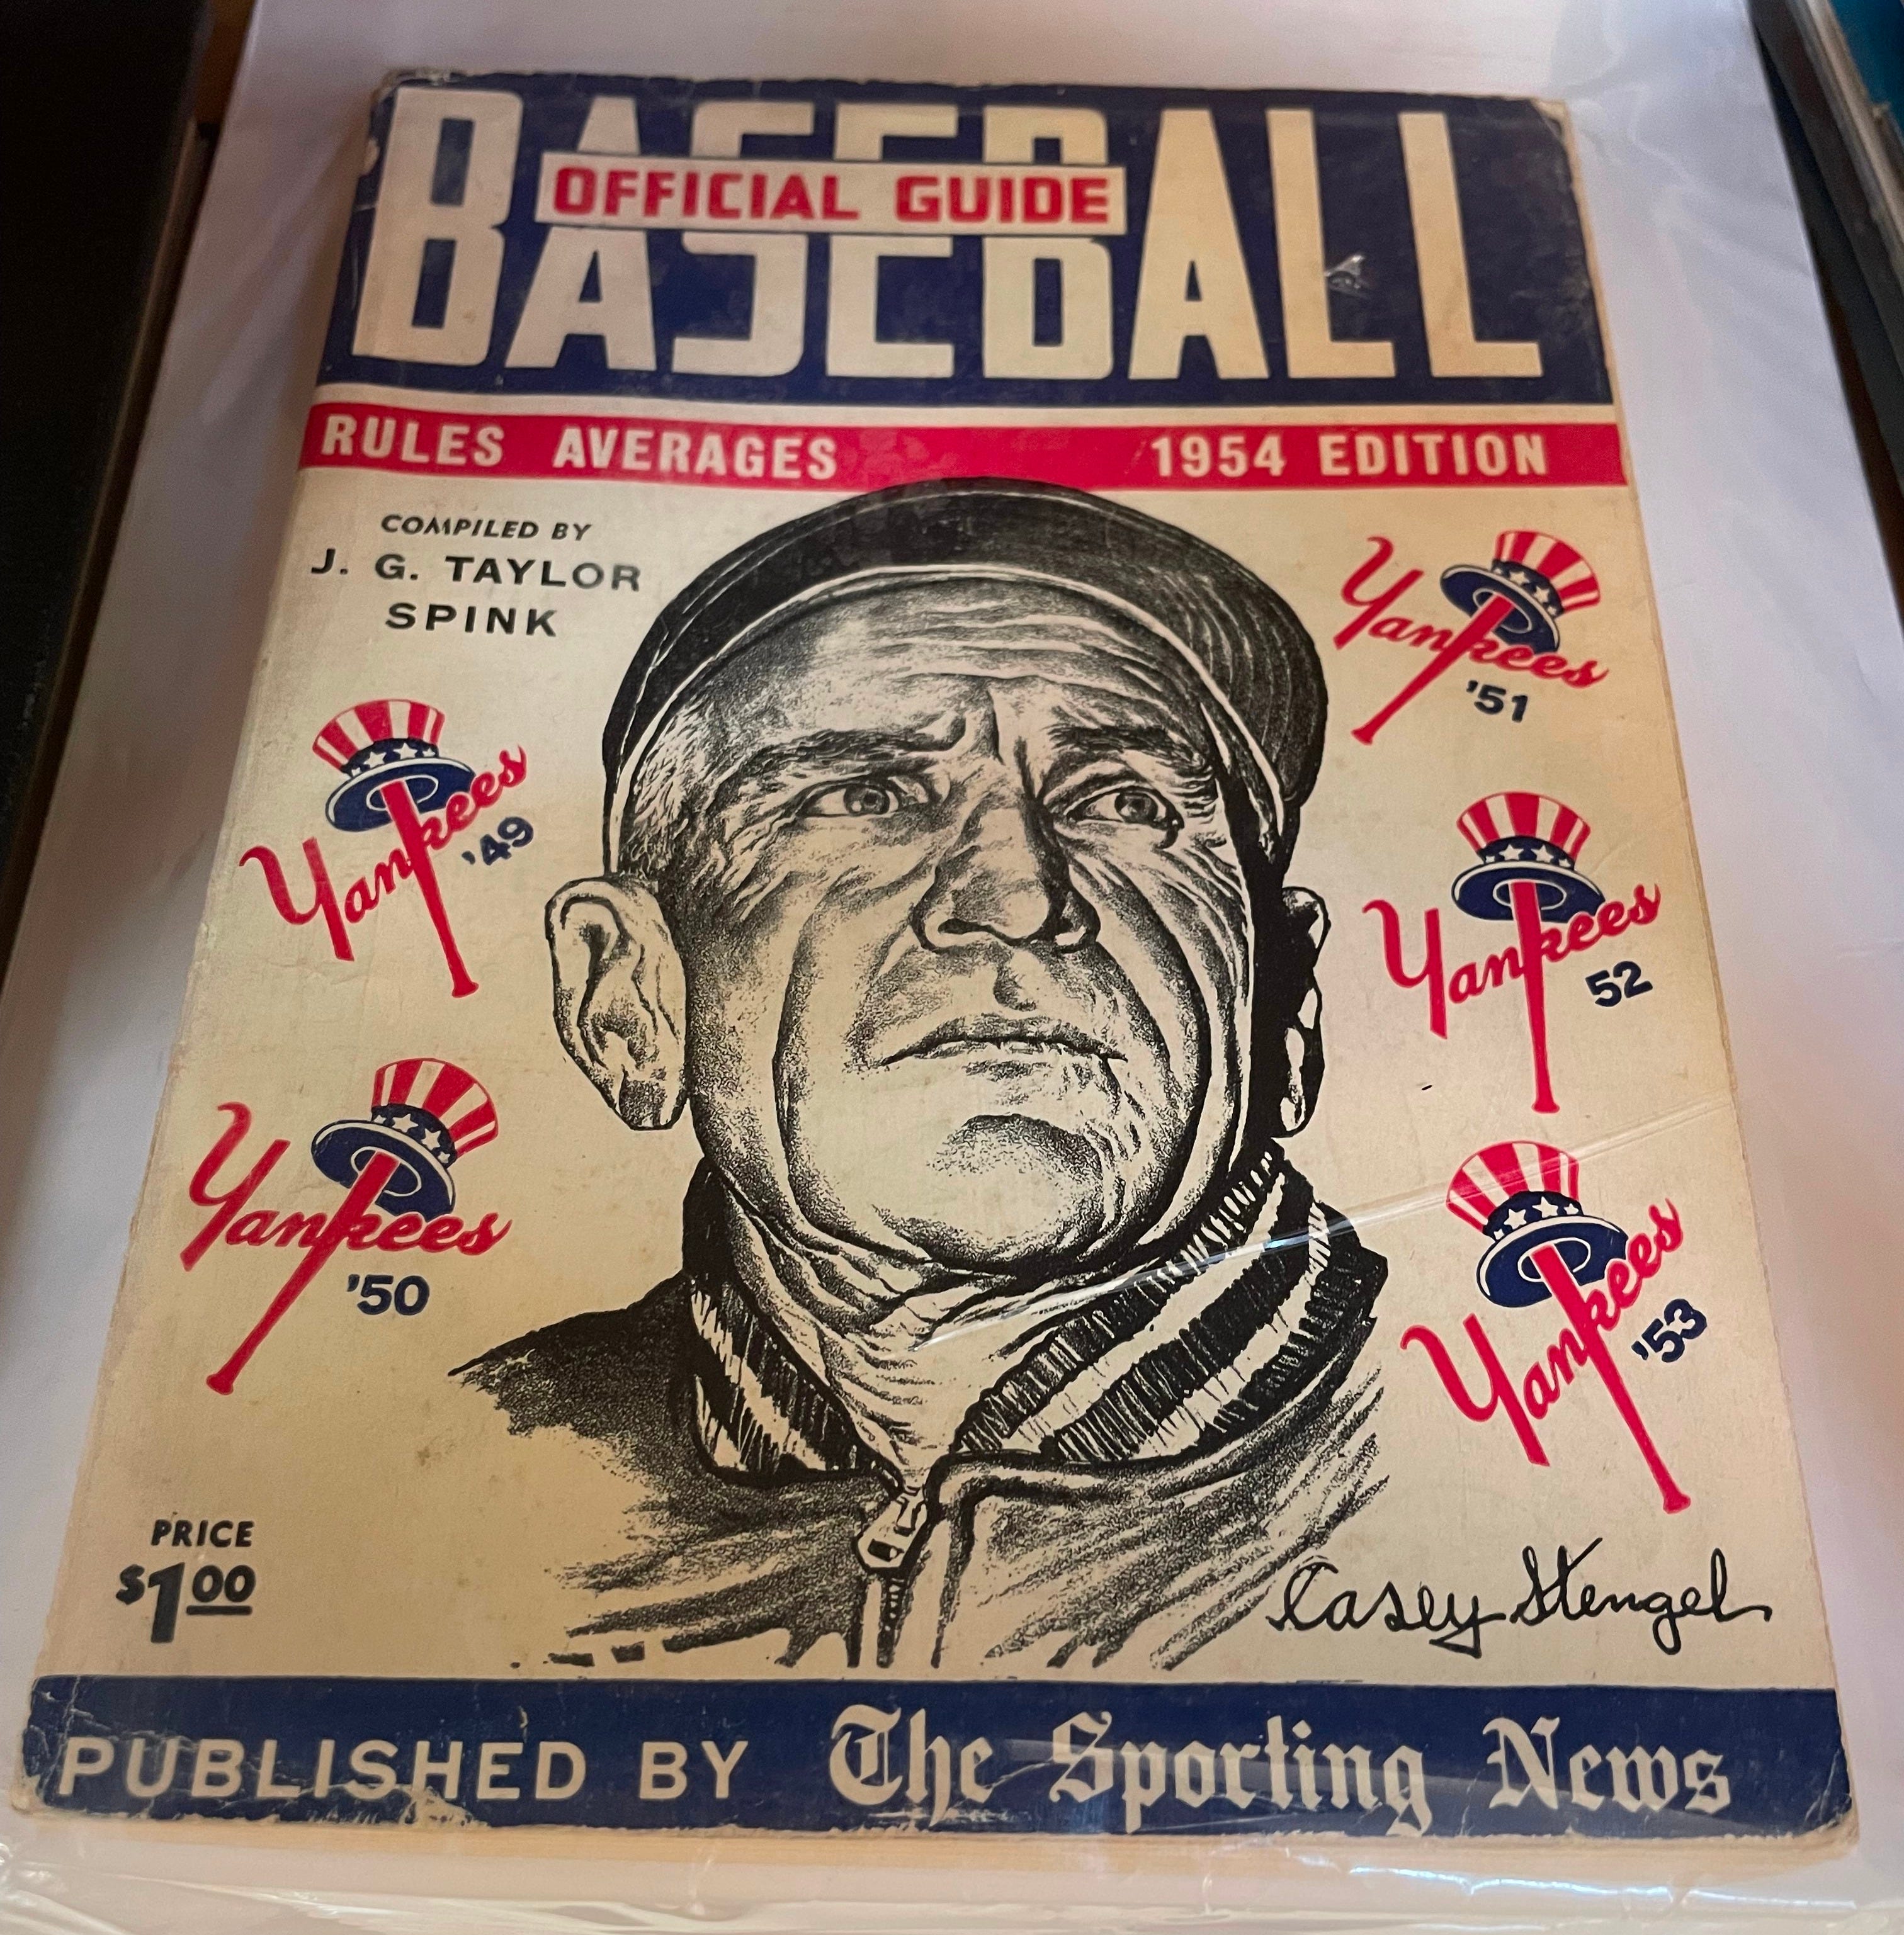 BASEBALL
OFFICIAL GUIDE
RULES AVERAGES 1954 EDITION
COMPILED BY
J. G. TAYLOR
SPINK
Yankees
'51
Yankees
'49
Yankees
52
Yankees
'50
Yankees
'53
PRICE
$1.00
Casey Stengel
PUBLISHED BY The Sporting News